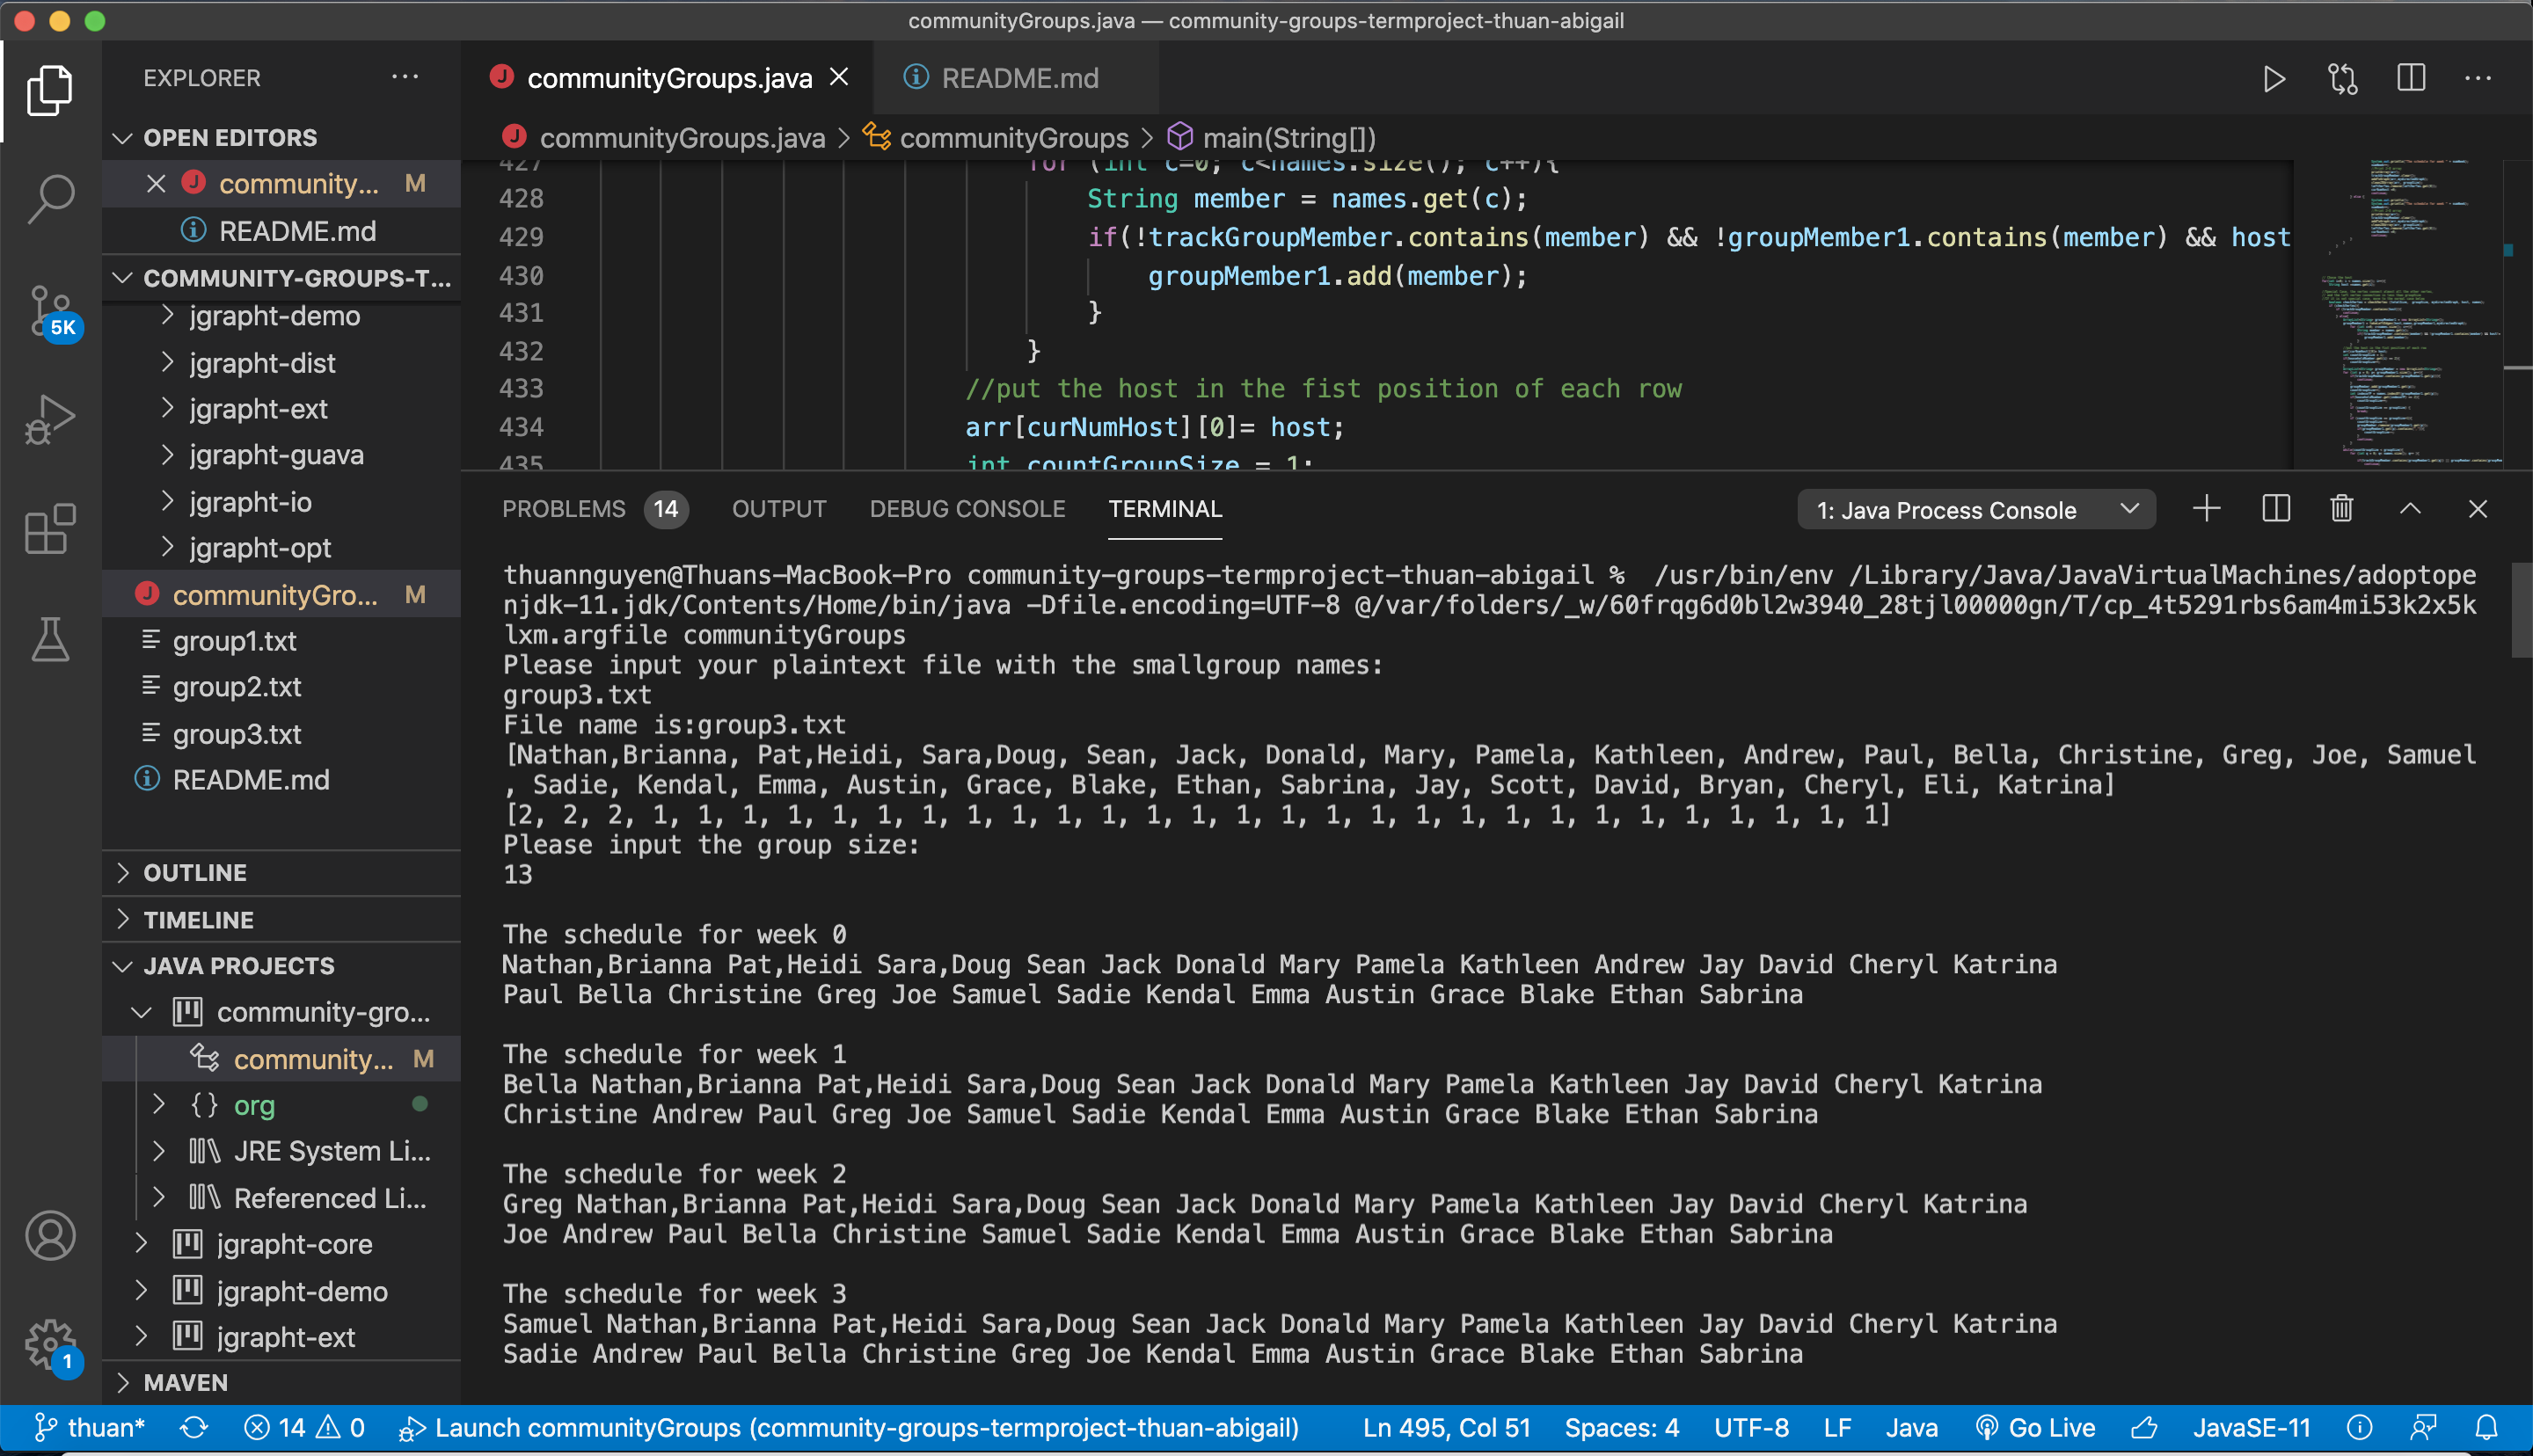 communityGroups.java — community-groups-termproject-thuan-abigail
EXPLORER
OPEN EDITORS
community... M
README.md
COMMUNITY-GROUPS-T...
jgrapht-demo
jgrapht-dist
jgrapht-ext
jgrapht-guava
jgrapht-io
jgrapht-opt
communityGro... M
group1.txt
group2.txt
group3.txt
README.md
OUTLINE
TIMELINE
JAVA PROJECTS
community-gro...
community... M
org
JRE System Li...
Referenced Li...
jgrapht-core
jgrapht-demo
jgrapht-ext
MAVEN
5K
1
communityGroups.java README.md
communityGroups.java > communityGroups > main(String[])
427 for (int c=0; c<names.size(); c++){
428 String member = names.get(c);
429 if(!trackGroupMember.contains(member) && !groupMember1.contains(member) && host
430 groupMember1.add(member);
431 }
432 }
433 //put the host in the fist position of each row
434 arr[curNumHost][0]= host;
435 int countGroupSize = 1;
PROBLEMS 14 OUTPUT DEBUG CONSOLE TERMINAL 1: Java Process Console
thuannguyen@Thuans-MacBook-Pro community-groups-termproject-thuan-abigail %  /usr/bin/env /Library/Java/JavaVirtualMachines/adoptope
njdk-11.jdk/Contents/Home/bin/java -Dfile.encoding=UTF-8 @/var/folders/_w/60frqg6d0bl2w3940_28tjl00000gn/T/cp_4t5291rbs6am4mi53k2x5k
lxm.argfile communityGroups
Please input your plaintext file with the smallgroup names:
group3.txt
File name is:group3.txt
[Nathan,Brianna, Pat,Heidi, Sara,Doug, Sean, Jack, Donald, Mary, Pamela, Kathleen, Andrew, Paul, Bella, Christine, Greg, Joe, Samuel
, Sadie, Kendal, Emma, Austin, Grace, Blake, Ethan, Sabrina, Jay, Scott, David, Bryan, Cheryl, Eli, Katrina]
[2, 2, 2, 1, 1, 1, 1, 1, 1, 1, 1, 1, 1, 1, 1, 1, 1, 1, 1, 1, 1, 1, 1, 1, 1, 1, 1, 1, 1, 1, 1]
Please input the group size:
13
The schedule for week 0
Nathan,Brianna Pat,Heidi Sara,Doug Sean Jack Donald Mary Pamela Kathleen Andrew Jay David Cheryl Katrina
Paul Bella Christine Greg Joe Samuel Sadie Kendal Emma Austin Grace Blake Ethan Sabrina
The schedule for week 1
Bella Nathan,Brianna Pat,Heidi Sara,Doug Sean Jack Donald Mary Pamela Kathleen Jay David Cheryl Katrina
Christine Andrew Paul Greg Joe Samuel Sadie Kendal Emma Austin Grace Blake Ethan Sabrina
The schedule for week 2
Greg Nathan,Brianna Pat,Heidi Sara,Doug Sean Jack Donald Mary Pamela Kathleen Jay David Cheryl Katrina
Joe Andrew Paul Bella Christine Samuel Sadie Kendal Emma Austin Grace Blake Ethan Sabrina
The schedule for week 3
Samuel Nathan,Brianna Pat,Heidi Sara,Doug Sean Jack Donald Mary Pamela Kathleen Jay David Cheryl Katrina
Sadie Andrew Paul Bella Christine Greg Joe Kendal Emma Austin Grace Blake Ethan Sabrina
thuan* 14 0 Launch communityGroups (community-groups-termproject-thuan-abigail) Ln 495, Col 51 Spaces: 4 UTF-8 LF Java Go Live JavaSE-11